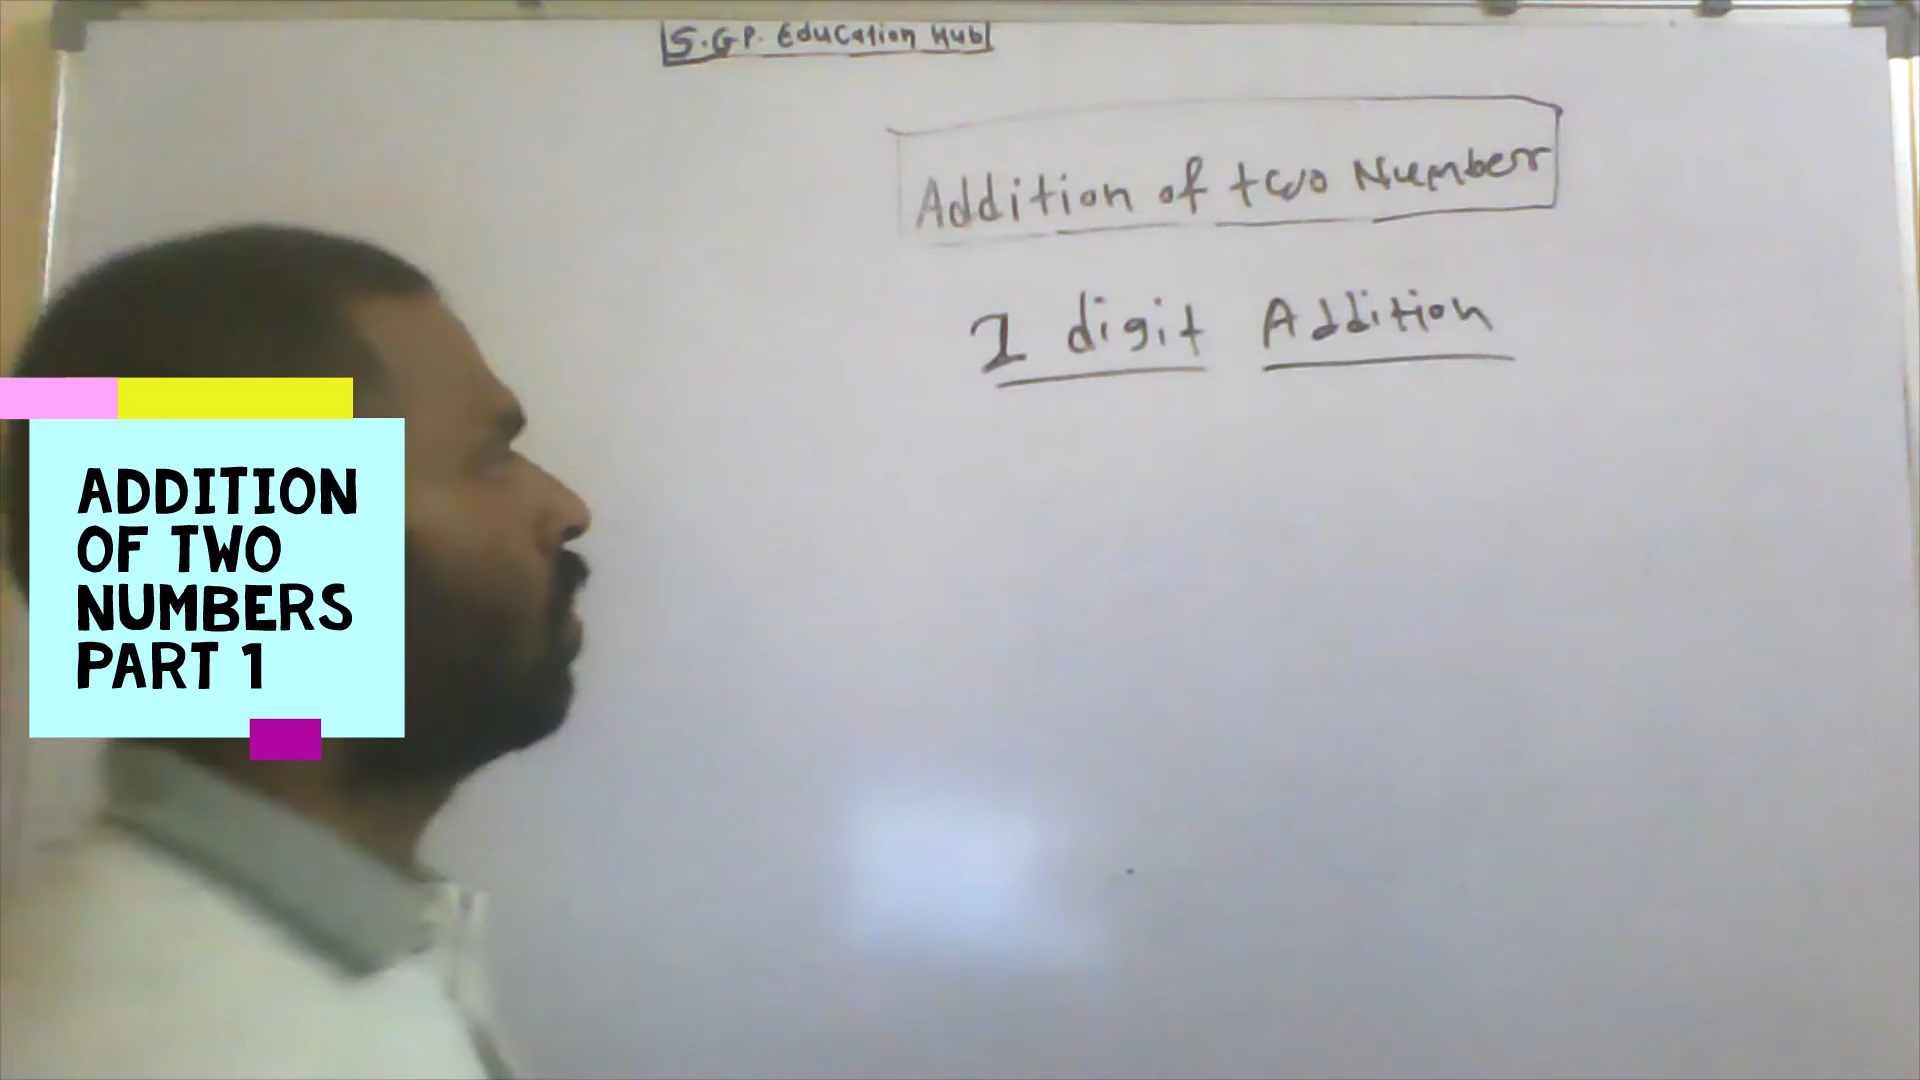 S.G.P. Education Hub
Addition of two Number
1 digit Addition
ADDITION
OF TWO
NUMBERS
PART 1